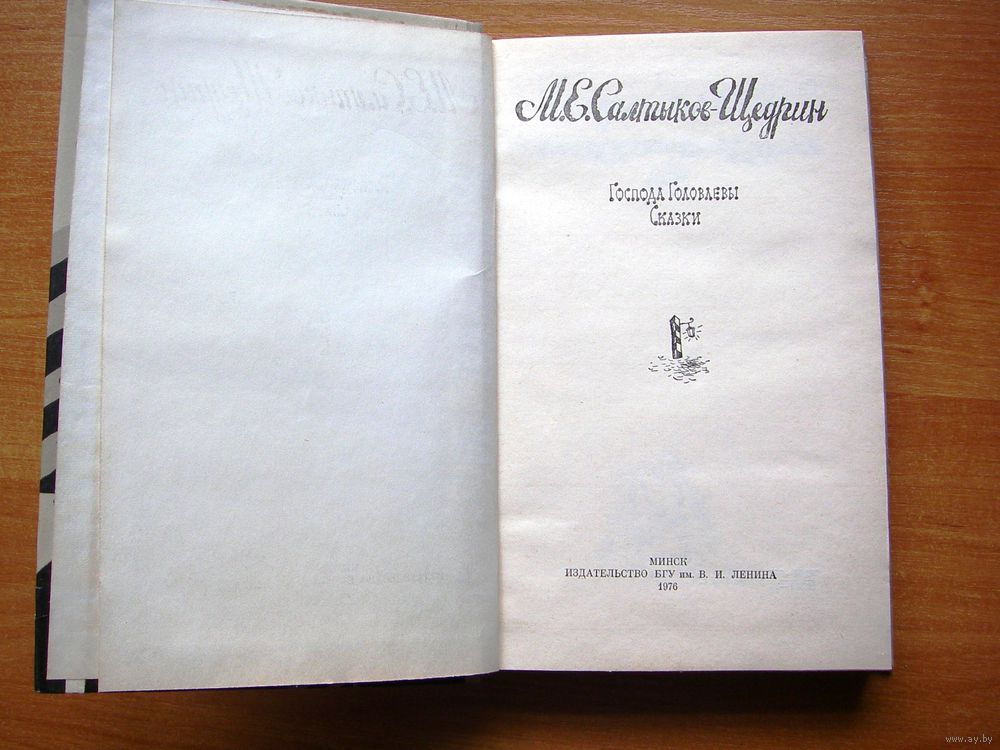 М.Е.Салтыков-Щедрин
Господа Головлевы
Сказки
МИНСК
ИЗДАТЕЛЬСТВО БГУ им. В. И. ЛЕНИНА
1976
www.ay.by